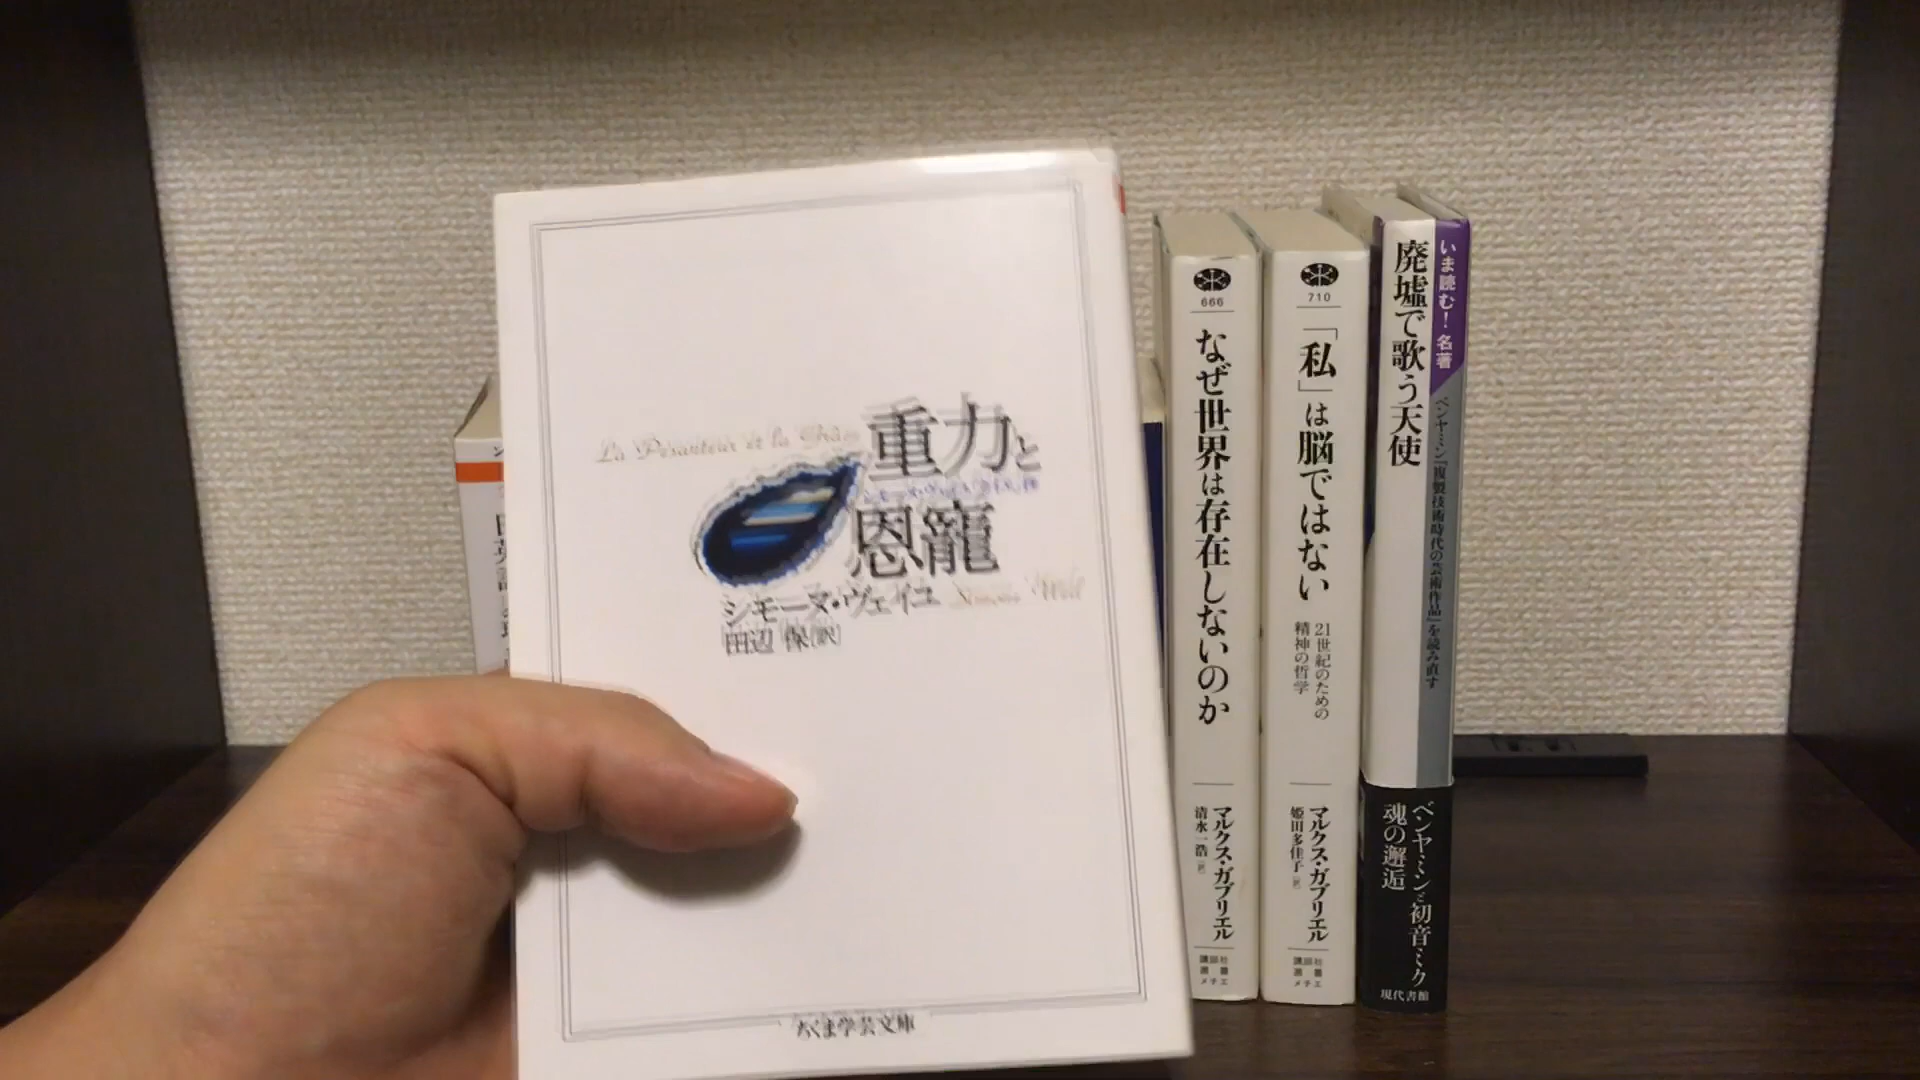 La Pesanteur et la Grâce
重力と
恩寵
シモーヌ・ヴェイユ
田辺 保[訳]
ちくま学芸文庫
666
なぜ世界は存在しないのか
マルクス・ガブリエル
清水一浩[訳]
講談社
選書
メチエ
710
「私」は脳ではない
21世紀のための
精神の哲学
マルクス・ガブリエル
姫田多佳子[訳]
講談社
選書
メチエ
いま読む!名著
廃墟で歌う天使
ベンヤミン『複製技術時代の芸術作品』を読み直す
ベンヤミンと初音ミク
魂の邂逅
現代書館